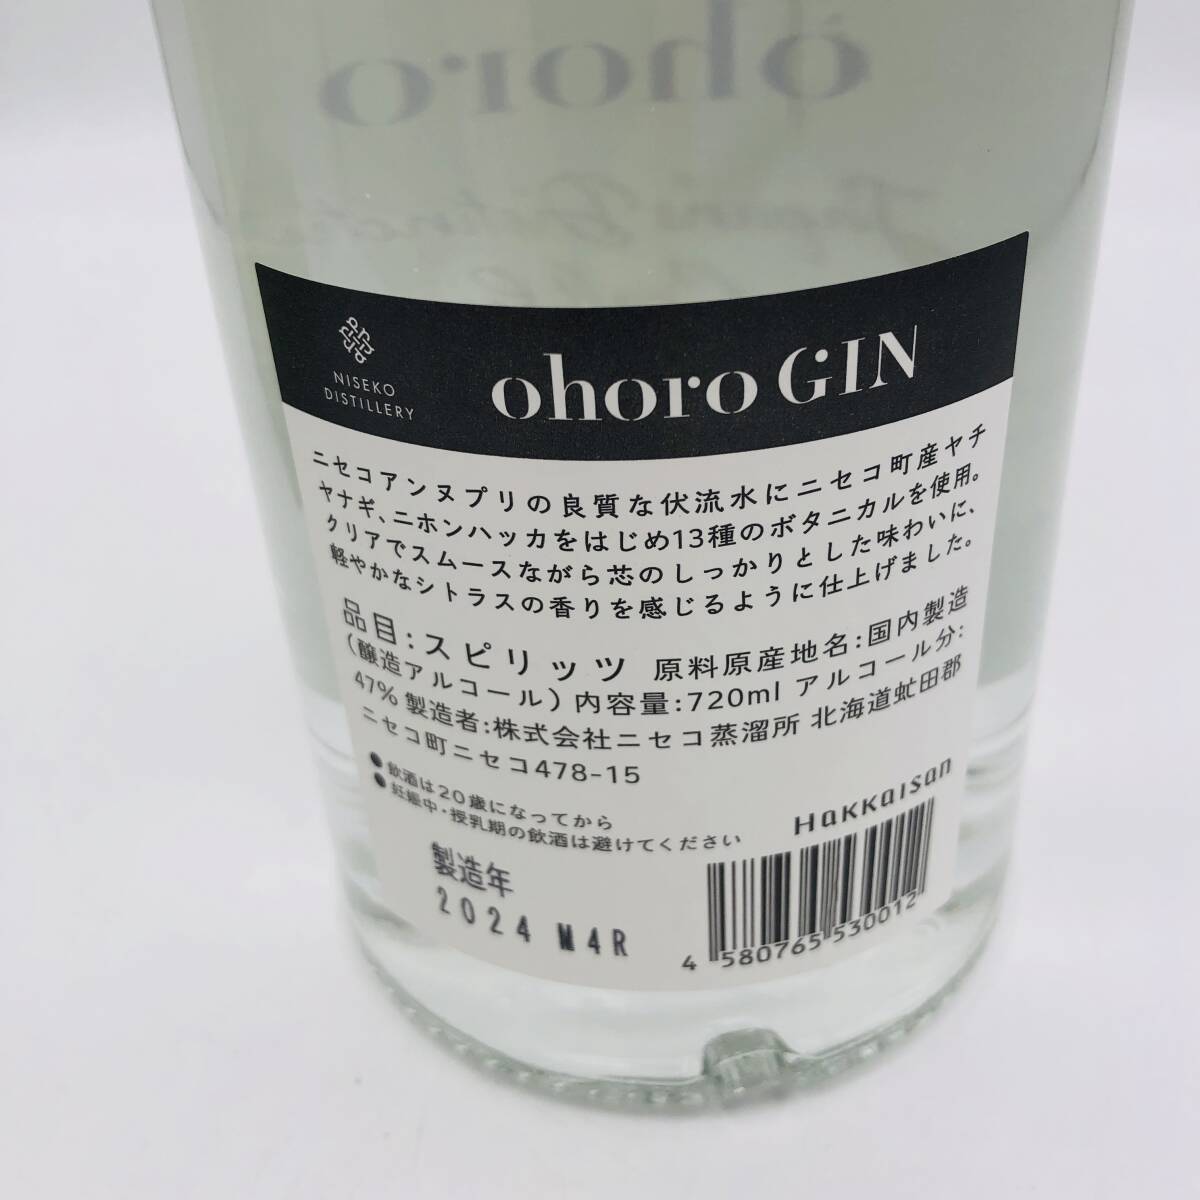 ohoro
NISEKO
DISTILLERY
ohoro GIN
ニセコアンヌプリの良質な伏流水にニセコ町産ヤチ
ヤナギ、ニホンハッカをはじめ13種のボタニカルを使用。
クリアでスムースながら芯のしっかりとした味わいに、
軽やかなシトラスの香りを感じるように仕上げました。
品目:スピリッツ 原料原産地名:国内製造
(醸造アルコール) 内容量:720ml アルコール分:
47% 製造者:株式会社ニセコ蒸溜所 北海道虻田郡
ニセコ町ニセコ478-15
●飲酒は20歳になってから
●妊娠中・授乳期の飲酒は避けてください
Hakkaisan
製造年
2024 M4R
4 580765 530012